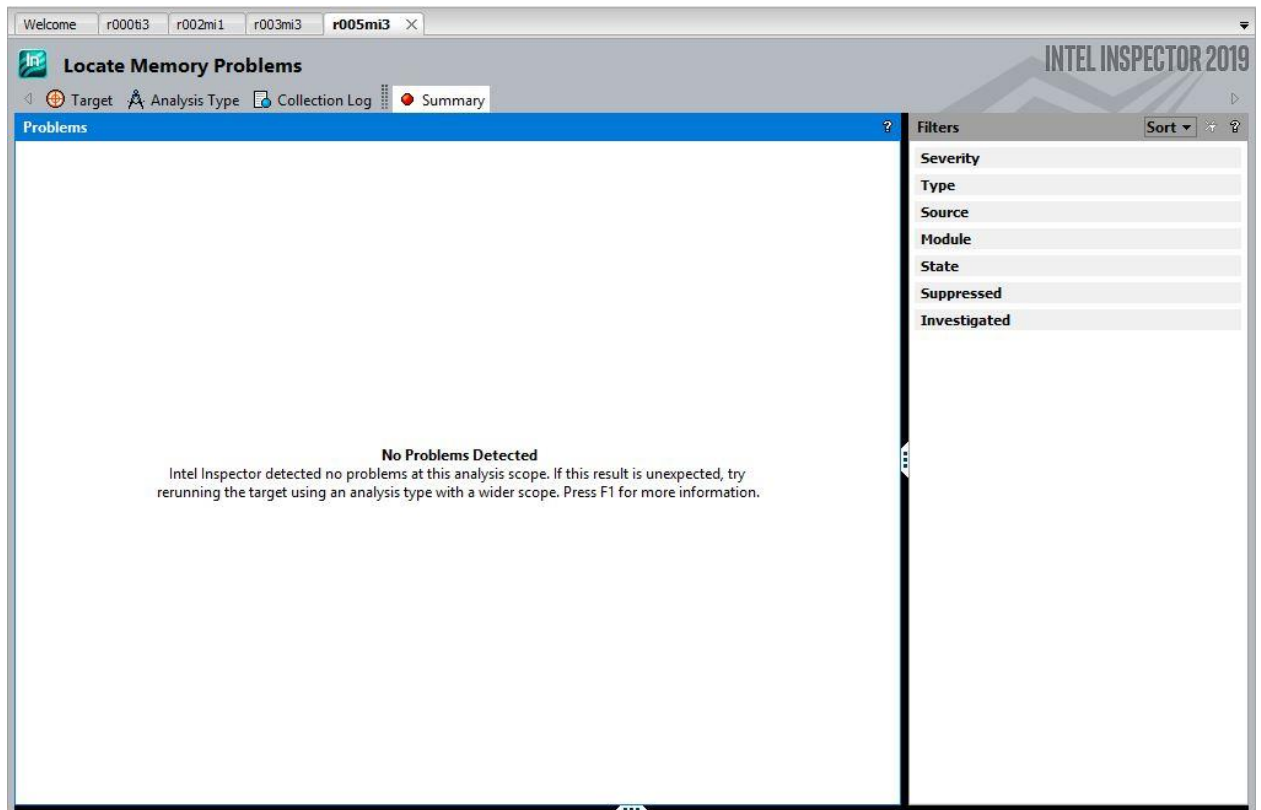 Welcome r000ti3 r002mi1 r003mi3 r005mi3
Locate Memory Problems
INTEL INSPECTOR 2019
Target Analysis Type Collection Log Summary
Problems ?
Filters Sort ?
Severity
Type
Source
Module
State
Suppressed
Investigated
No Problems Detected
Intel Inspector detected no problems at this analysis scope. If this result is unexpected, try
rerunning the target using an analysis type with a wider scope. Press F1 for more information.